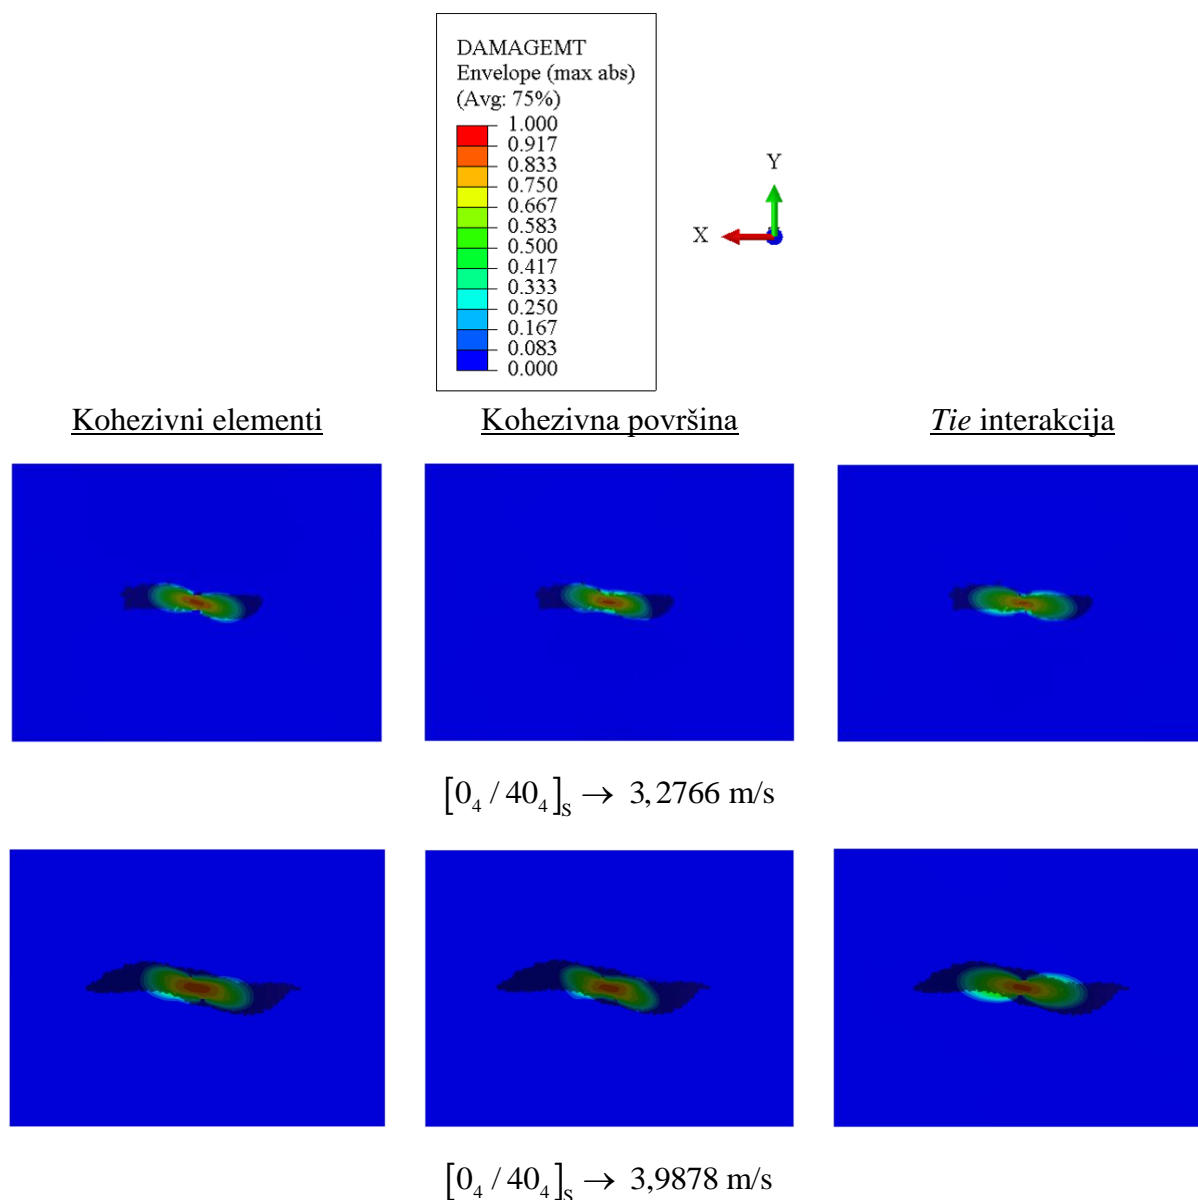 DAMAGEMT
Envelope (max abs)
(Avg: 75%)
1.000
0.917
0.833
0.750
0.667
0.583
0.500
0.417
0.333
0.250
0.167
0.083
0.000
Y
X
Kohezivni elementi Kohezivna površina Tie interakcija
[0₄ / 40₄]ₛ → 3,2766 m/s
[0₄ / 40₄]ₛ → 3,9878 m/s